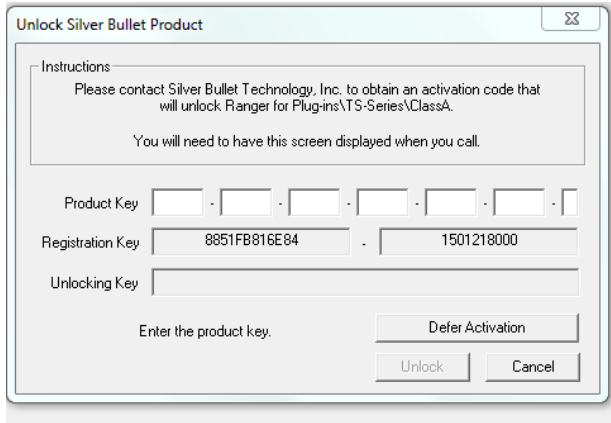 Unlock Silver Bullet Product
Instructions
Please contact Silver Bullet Technology, Inc. to obtain an activation code that
will unlock Ranger for Plug-ins\TS-Series\ClassA.
You will need to have this screen displayed when you call.
Product Key - - - - - -
Registration Key 8851FB816E84 - 1501218000
Unlocking Key
Enter the product key. Defer Activation
Unlock Cancel